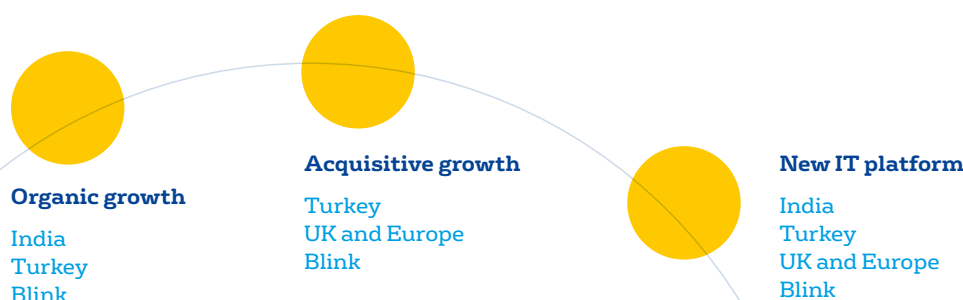 Organic growth
India
Turkey
Blink
Acquisitive growth
Turkey
UK and Europe
Blink
New IT platform
India
Turkey
UK and Europe
Blink